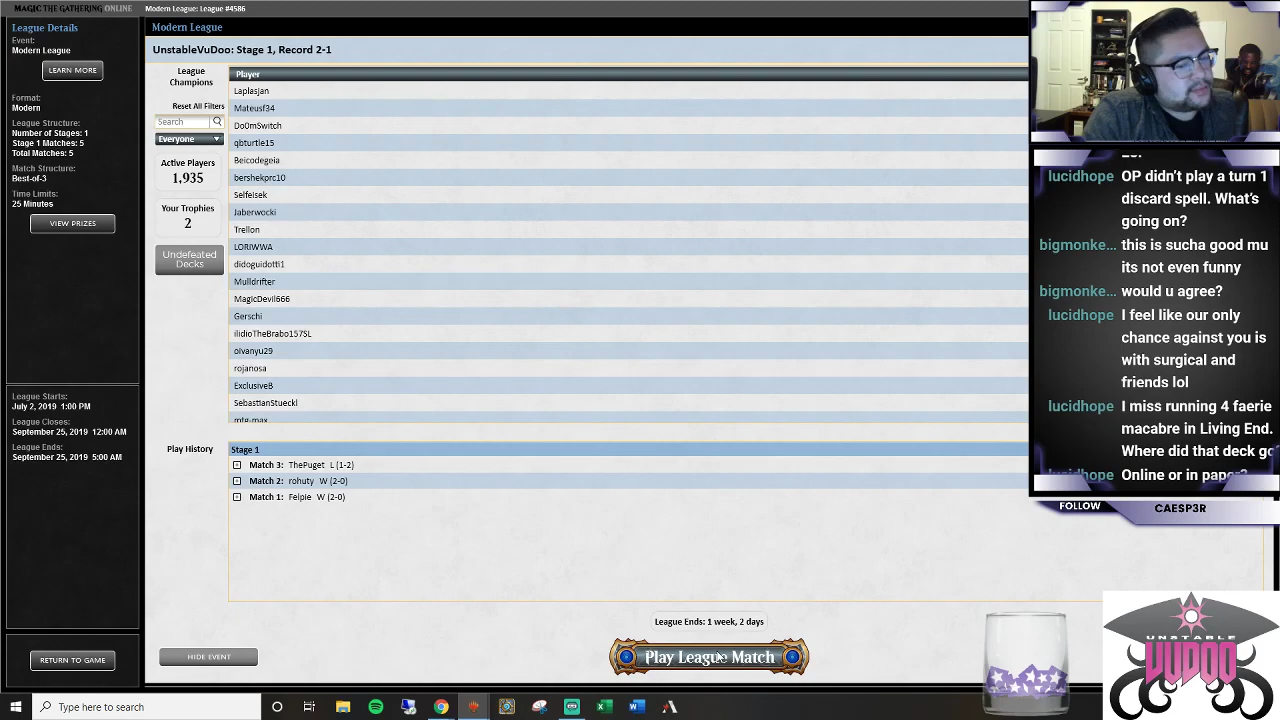 MAGIC THE GATHERING ONLINE
Modern League: League #4586
League Details
Event:
Modern League
LEARN MORE
Format:
Modern
League Structure:
Number of Stages: 1
Stage 1 Matches: 5
Total Matches: 5
Match Structure:
Best-of-3
Time Limits:
25 Minutes
VIEW PRIZES
League Starts:
July 2, 2019 1:00 PM
League Closes:
September 25, 2019 12:00 AM
League Ends:
September 25, 2019 5:00 AM
RETURN TO GAME
Modern League
UnstableVuDoo: Stage 1, Record 2-1
League
Champions
Reset All Filters
Search
Everyone
Active Players
1,935
Your Trophies
2
Undefeated
Decks
Player
Laplasjan
Mateusf34
Do0mSwitch
qbturtle15
Beicodegeia
bershekprc10
Selfeisek
Jaberwocki
Trellon
LORIWWA
didoguidotti1
Mulldrifter
MagicDevil666
Gerschi
ilidioTheBrabo157SL
oivanyu29
rojanosa
ExclusiveB
SebastianStueckl
mtg-max
Play History
Stage 1
Match 3: ThePuget L (1-2)
Match 2: rohuty W (2-0)
Match 1: Felpie W (2-0)
League Ends: 1 week, 2 days
HIDE EVENT
Play League Match
lucidhope OP didn't play a turn 1
discard spell. What's
going on?
bigmonke... this is sucha good mu
its not even funny
bigmonke... would u agree?
lucidhope I feel like our only
chance against you is
with surgical and
friends lol
lucidhope I miss running 4 faerie
macabre in Living End.
Where did that deck go
lucidhope Online or in paper?
FOLLOW
CAESP3R
UNSTABLE
VUDOO
Type here to search